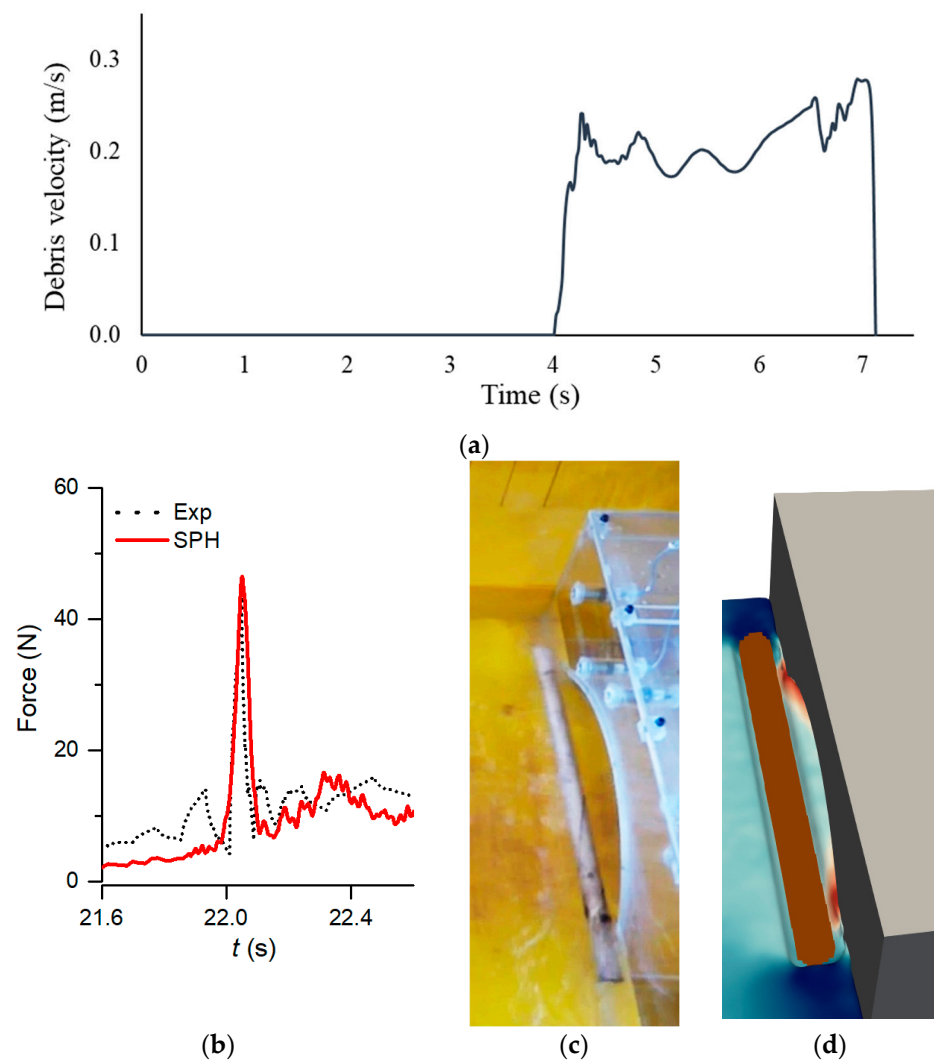 Debris velocity (m/s)
0.3
0.2
0.1
0.0
0 1 2 3 4 5 6 7
Time (s)
(a)
Force (N)
60
40
20
0
Exp
SPH
21.6 22.0 22.4
t (s)
(b) (c) (d)